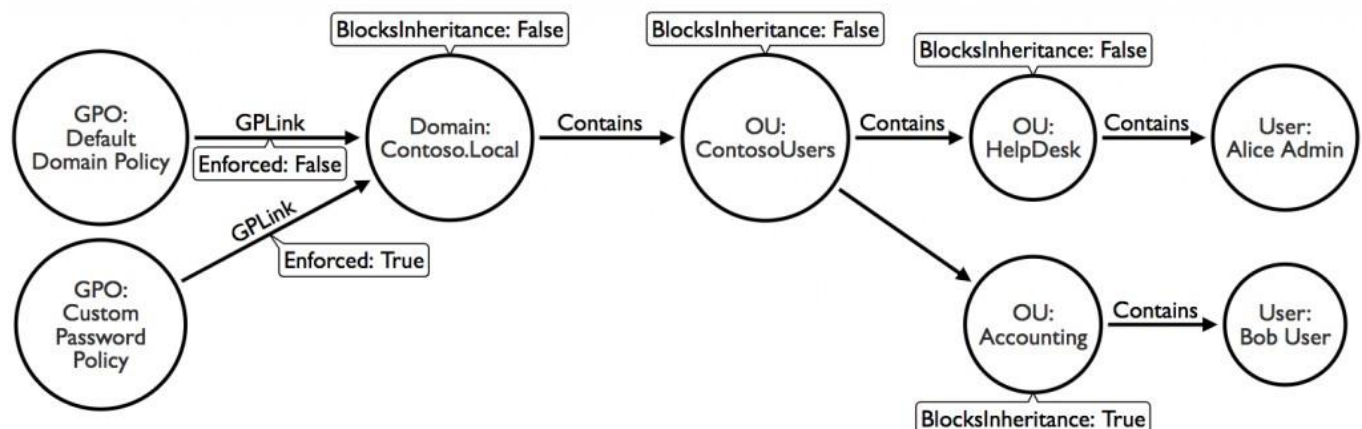 BlocksInheritance: False
BlocksInheritance: False
BlocksInheritance: False
GPO:
Default
Domain Policy
GPLink
Enforced: False
Domain:
Contoso.Local
Contains
OU:
ContosoUsers
Contains
OU:
HelpDesk
Contains
User:
Alice Admin
GPLink
Enforced: True
GPO:
Custom
Password
Policy
OU:
Accounting
Contains
User:
Bob User
BlocksInheritance: True